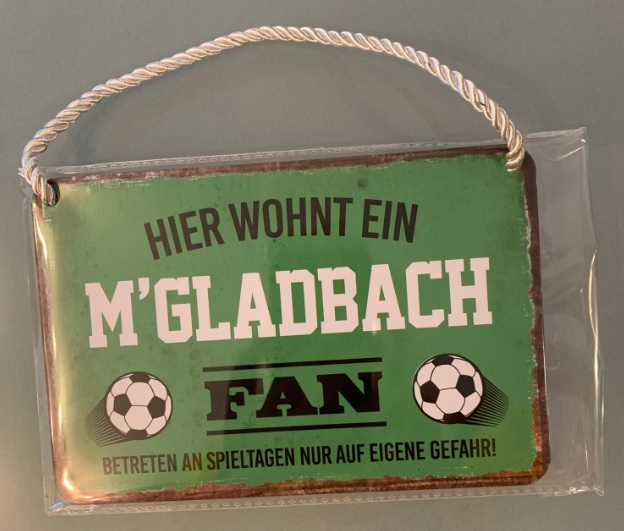 HIER WOHNT EIN
M'GLADBACH
FAN
BETRETEN AN SPIELTAGEN NUR AUF EIGENE GEFAHR!